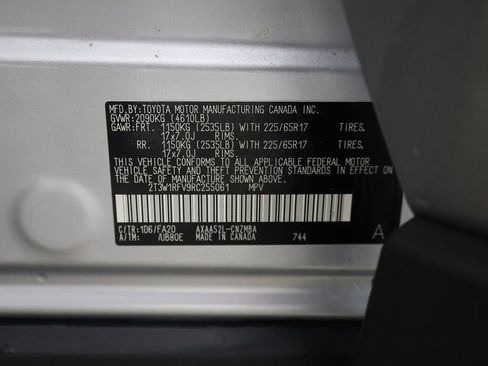 MFD.BY:TOYOTA MOTOR MANUFACTURING CANADA INC.
GVWR:2090KG (4610LB)
GAWR:FRT. 1150KG (2535LB) WITH 225/65R17 TIRES,
17x7.0J RIMS.
RR. 1150KG (2535LB) WITH 225/65R17 TIRES,
17x7.0J RIMS.
THIS VEHICLE CONFORMS TO ALL APPLICABLE FEDERAL MOTOR
VEHICLE SAFETY AND THEFT PREVENTION STANDARDS IN EFFECT
ON THE DATE OF MANUFACTURE SHOWN ABOVE.
2T3W1RFV9RC255061 MPV
C/TR:1D6/FA20 AXAA52L-CNZMBA
A/TM: /UB80E MADE IN CANADA 744
A